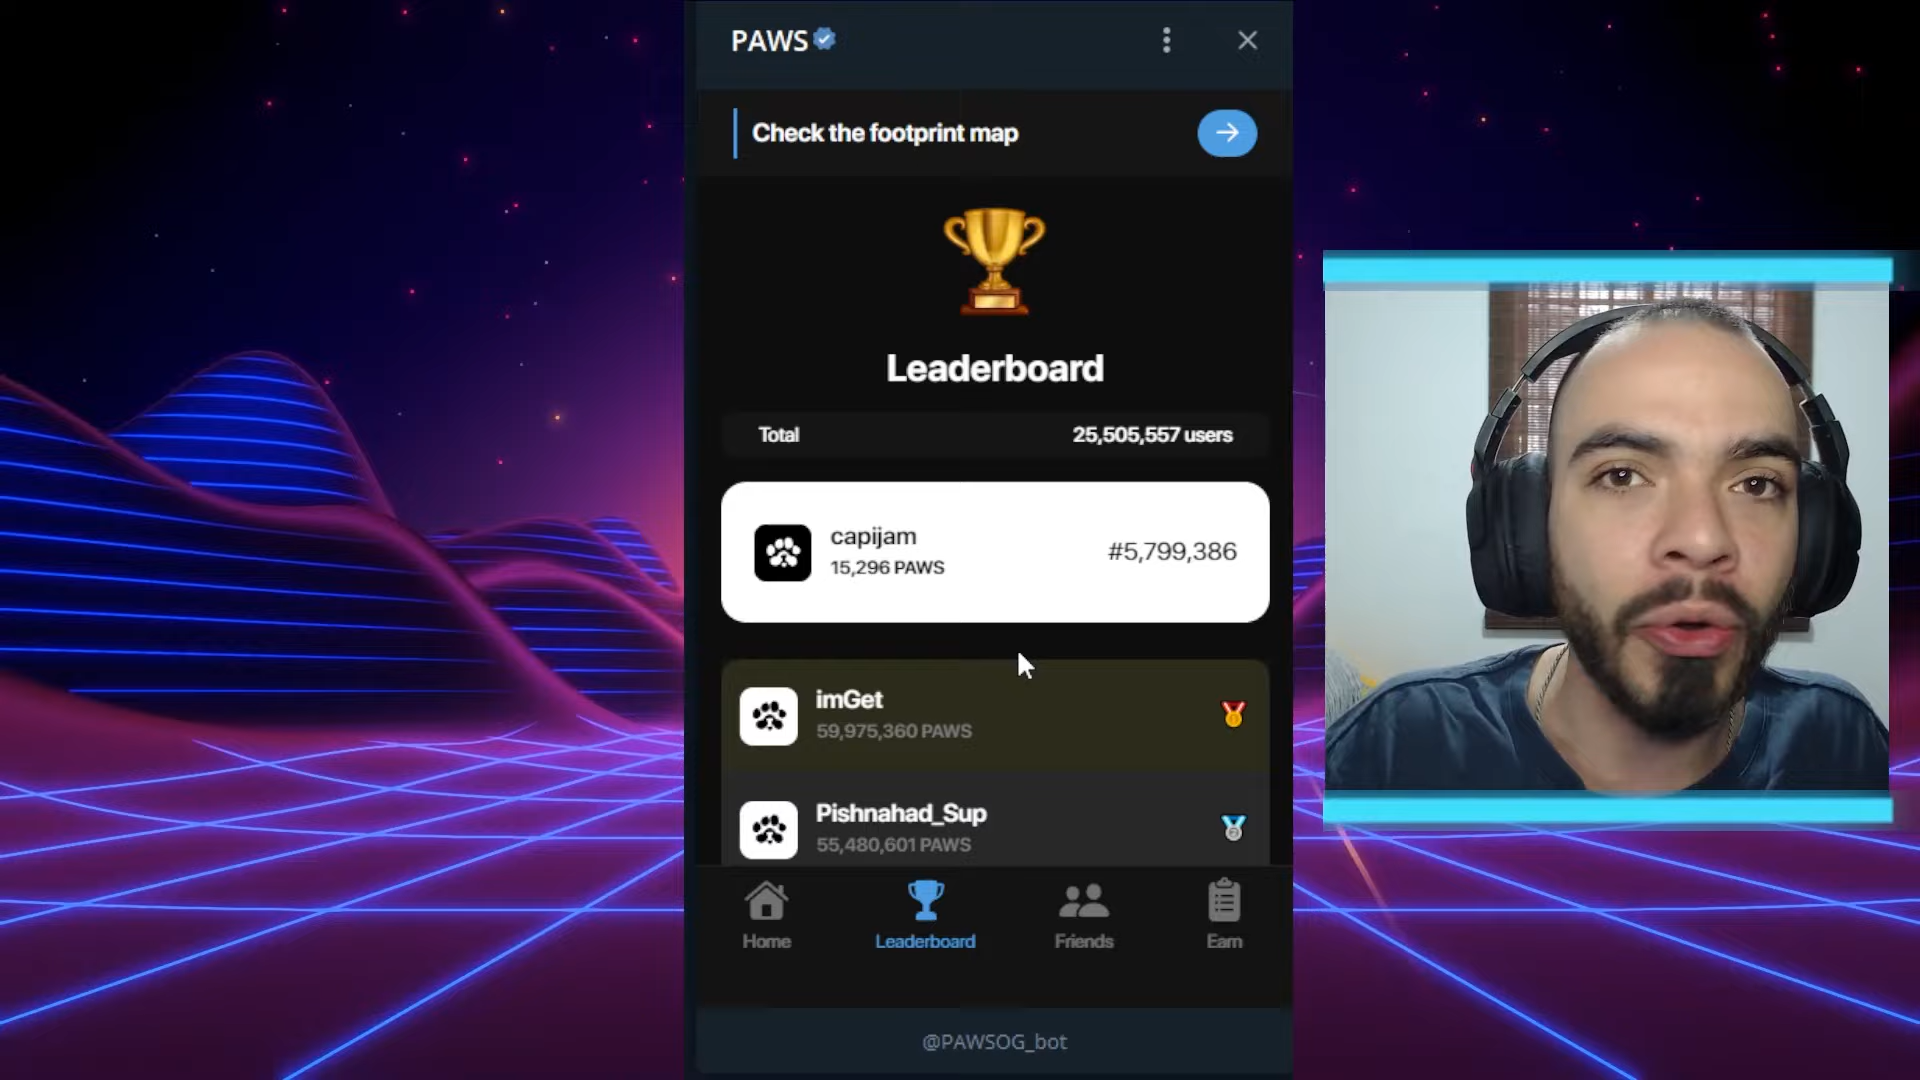 PAWS
Check the footprint map
Leaderboard
Total 25,505,557 users
capijam
15,296 PAWS
#5,799,386
imGet
59,975,360 PAWS
Pishnahad_Sup
55,480,601 PAWS
Home Leaderboard Friends Earn
@PAWSOG_bot